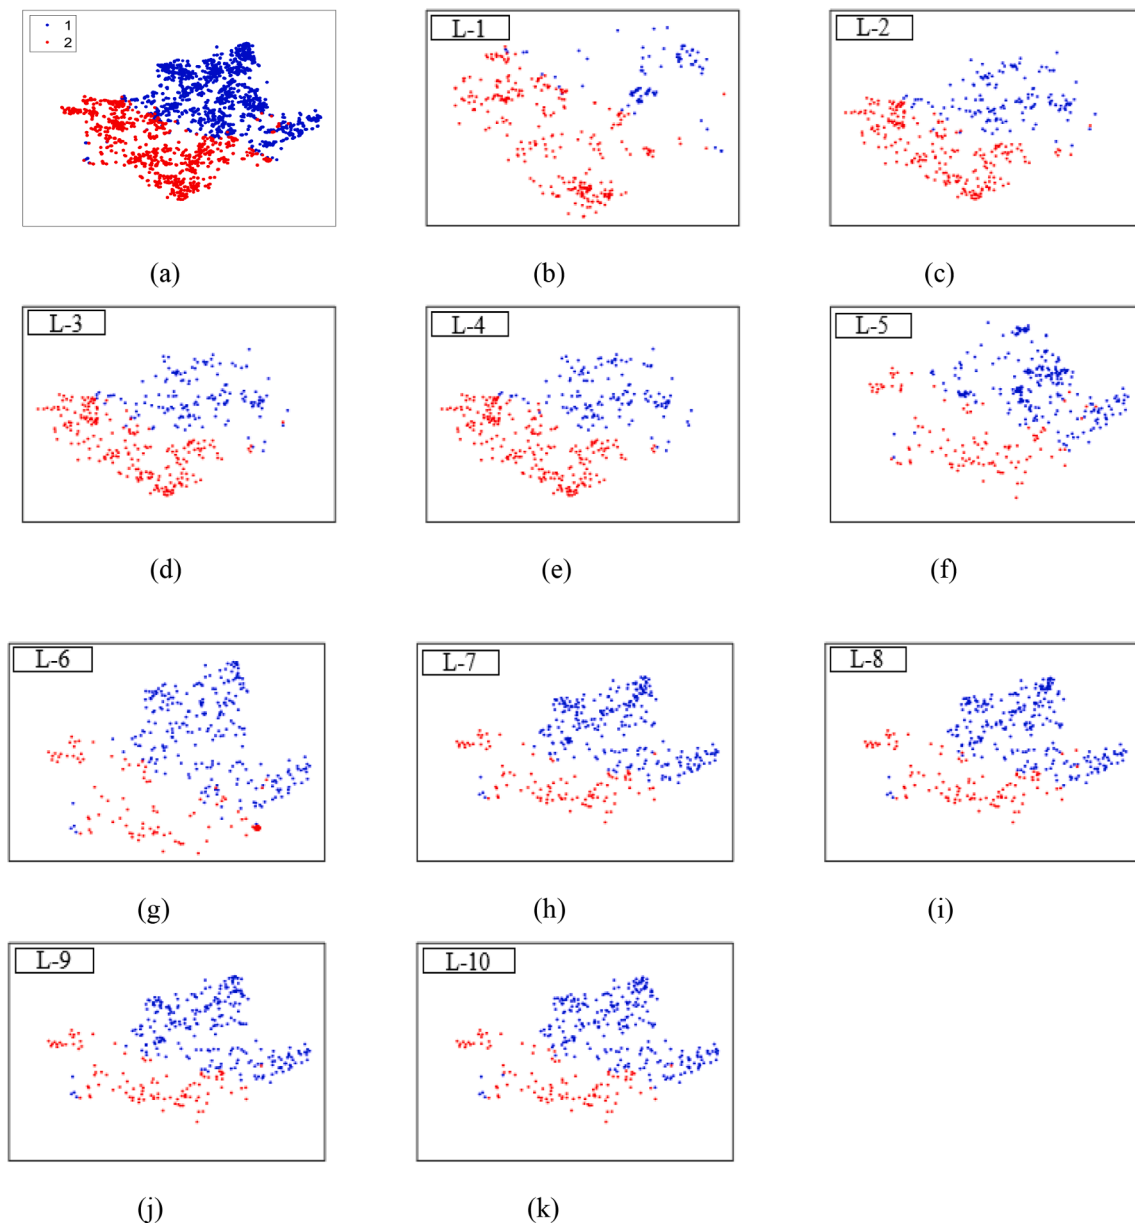 1
2
L-1
L-2
(a)
(b)
(c)
L-3
L-4
L-5
(d)
(e)
(f)
L-6
L-7
L-8
(g)
(h)
(i)
L-9
L-10
(j)
(k)